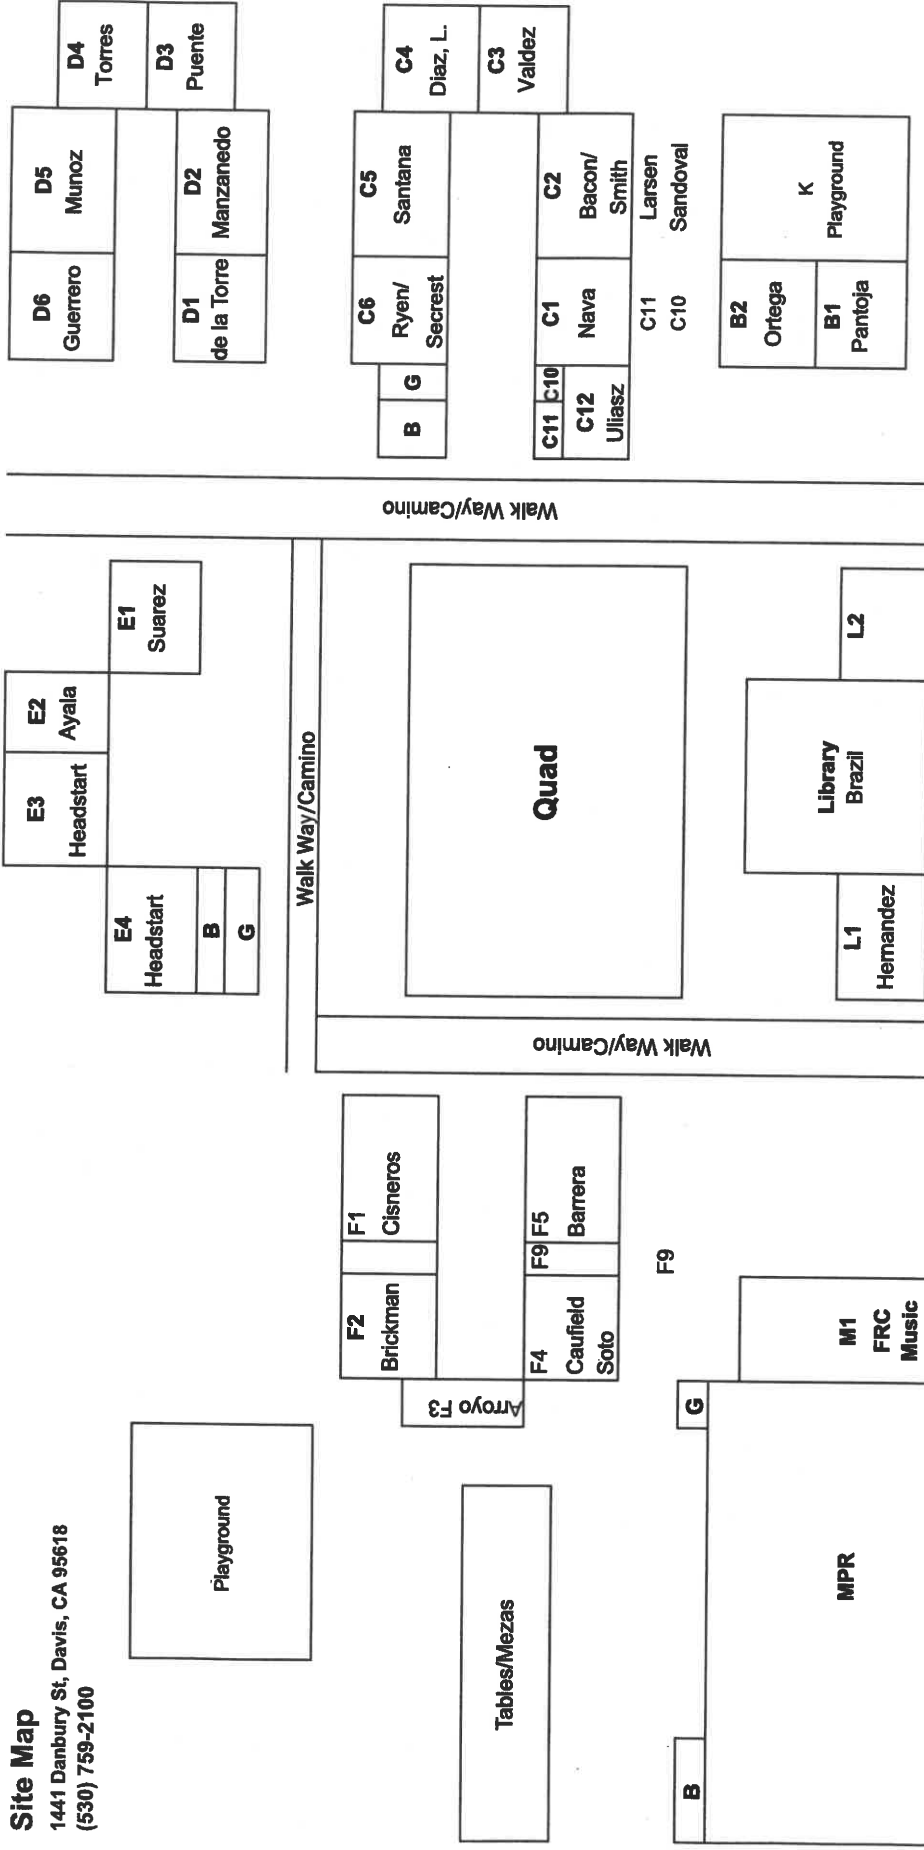 Site Map
1441 Danbury St, Davis, CA 95618
(530) 759-2100
Playground
Tables/Mezas
B
MPR
G
M1
FRC
Music
F2
Brickman
F1
Cisneros
Arroyo F3
F4
Caufield
Soto
F9
F5
Barrera
F9
E4
Headstart
B
G
E3
Headstart
E2
Ayala
E1
Suarez
Walk Way/Camino
Walk Way/Camino
Quad
L1
Hernandez
Library
Brazil
L2
Walk Way/Camino
D6
Guerrero
D5
Munoz
D4
Torres
D3
Puente
D1
de la Torre
D2
Manzanedo
B
G
C6
Ryen/
Secrest
C5
Santana
C4
Diaz, L.
C3
Valdez
C11
C10
C12
Uliasz
C1
Nava
C2
Bacon/
Smith
C11 Larsen
C10 Sandoval
B2
Ortega
B1
Pantoja
K
Playground